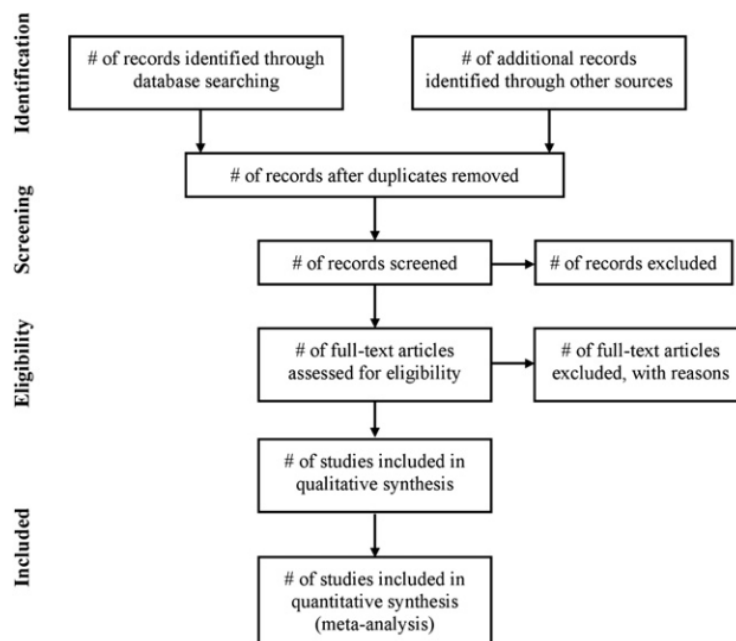 Identification
# of records identified through
database searching
# of additional records
identified through other sources
Screening
# of records after duplicates removed
# of records screened
# of records excluded
Eligibility
# of full-text articles
assessed for eligibility
# of full-text articles
excluded, with reasons
Included
# of studies included in
qualitative synthesis
# of studies included in
quantitative synthesis
(meta-analysis)